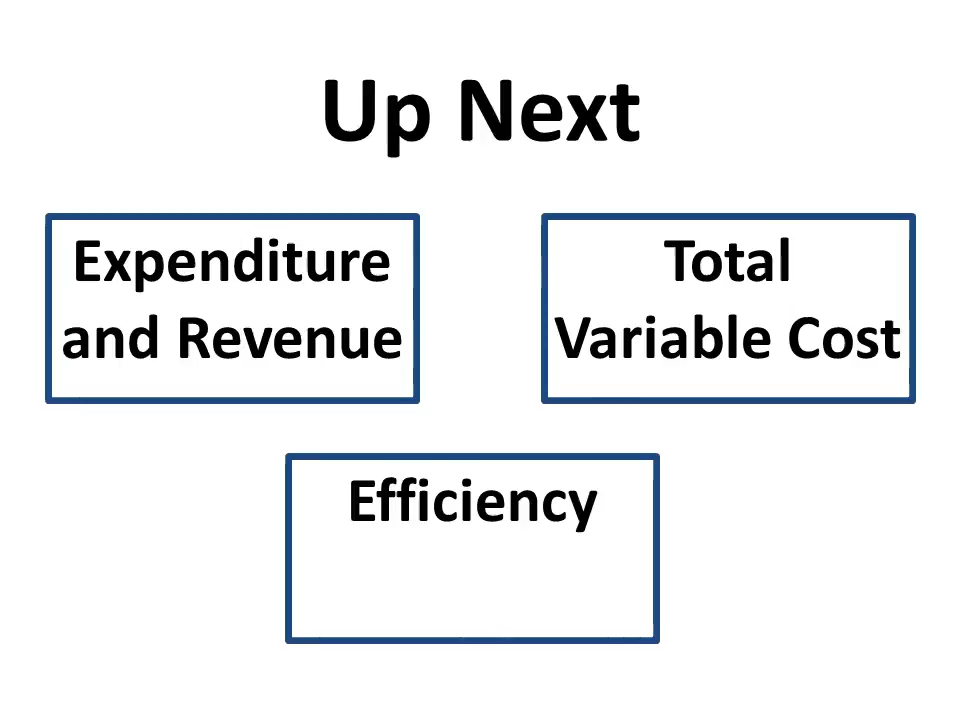 Up Next
Expenditure
and Revenue
Total
Variable Cost
Efficiency